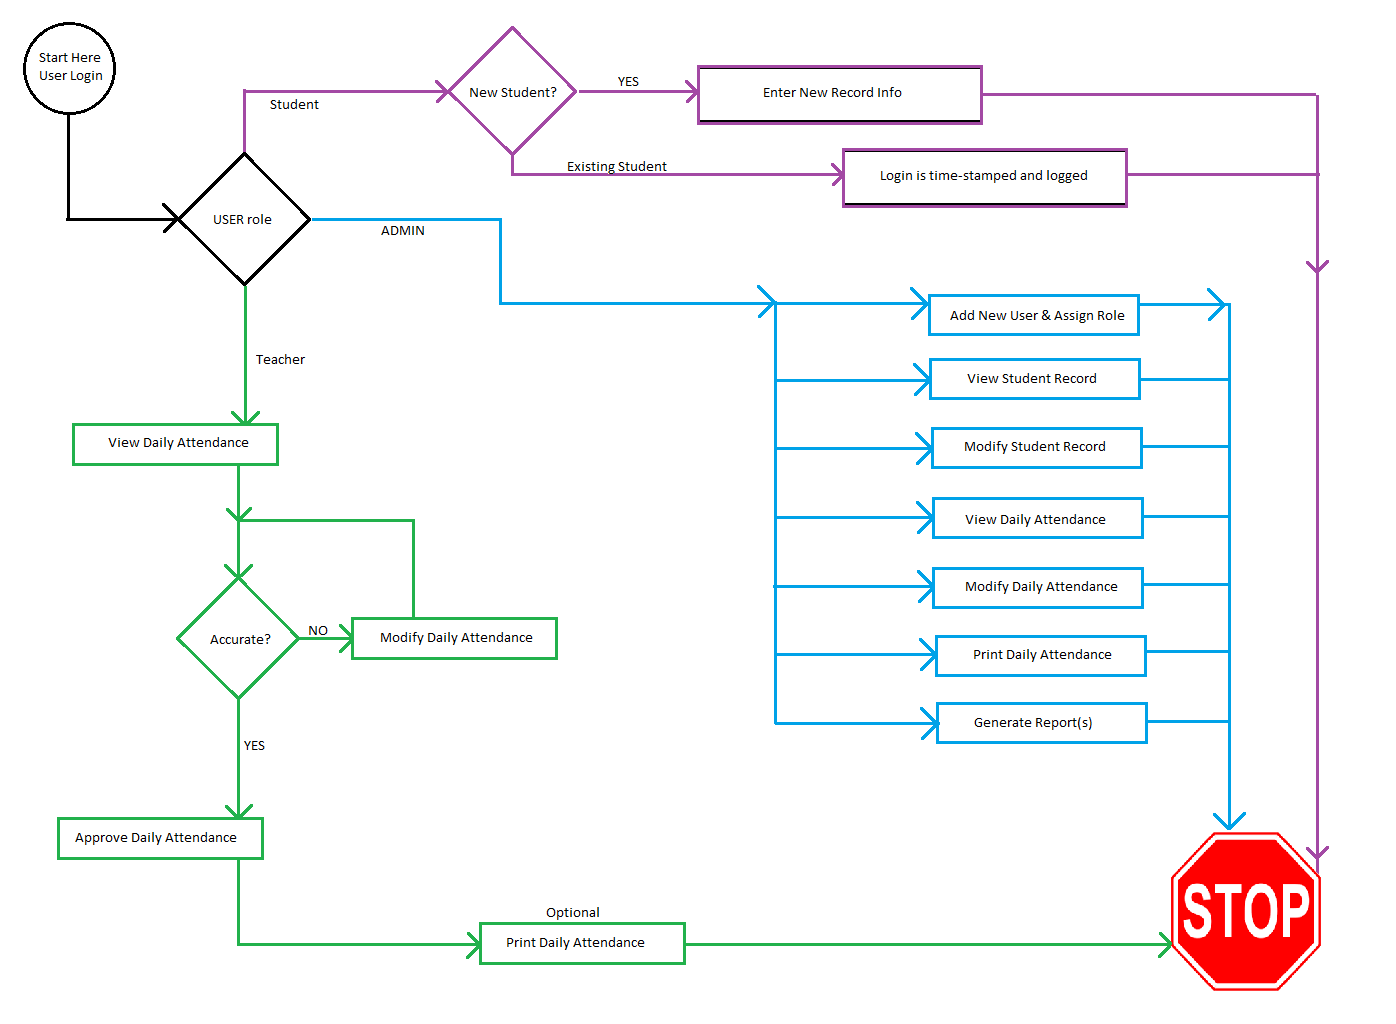 Start Here
User Login
Student
New Student?
YES
Enter New Record Info
Existing Student
Login is time-stamped and logged
USER role
ADMIN
Add New User & Assign Role
View Student Record
Modify Student Record
View Daily Attendance
Modify Daily Attendance
Print Daily Attendance
Generate Report(s)
Teacher
View Daily Attendance
Accurate?
NO
Modify Daily Attendance
YES
Approve Daily Attendance
Optional
Print Daily Attendance
STOP